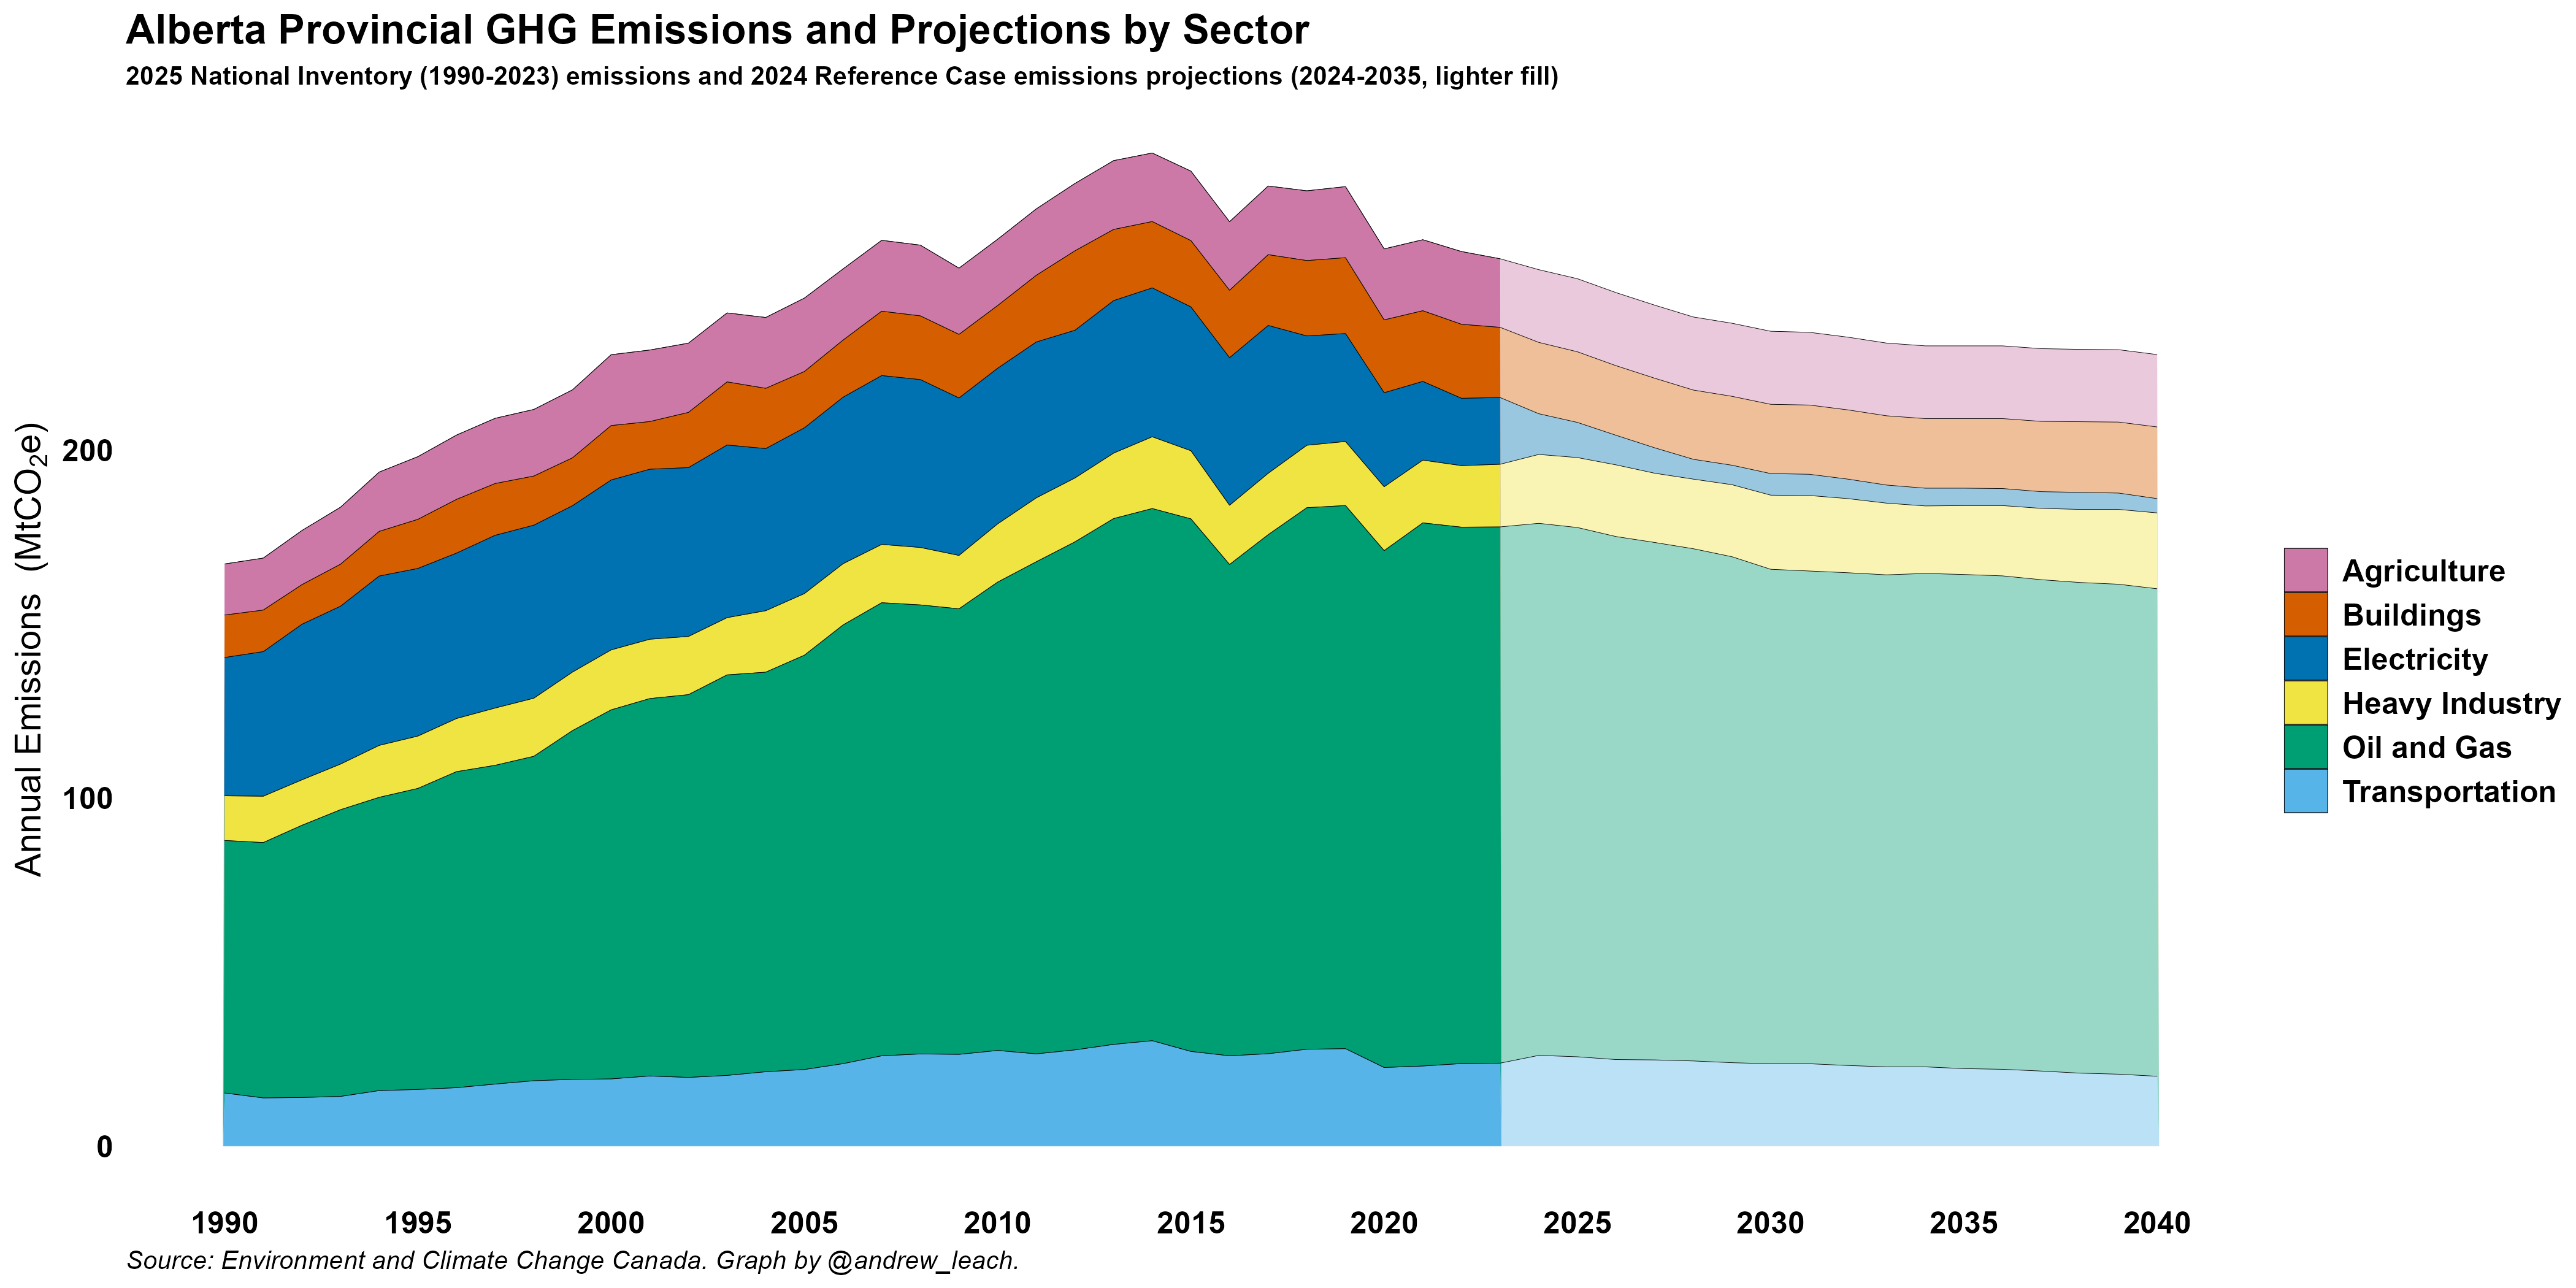 Alberta Provincial GHG Emissions and Projections by Sector
2025 National Inventory (1990-2023) emissions and 2024 Reference Case emissions projections (2024-2035, lighter fill)
Annual Emissions (MtCO₂e)
200
100
0
Agriculture
Buildings
Electricity
Heavy Industry
Oil and Gas
Transportation
1990 1995 2000 2005 2010 2015 2020 2025 2030 2035 2040
Source: Environment and Climate Change Canada. Graph by @andrew_leach.